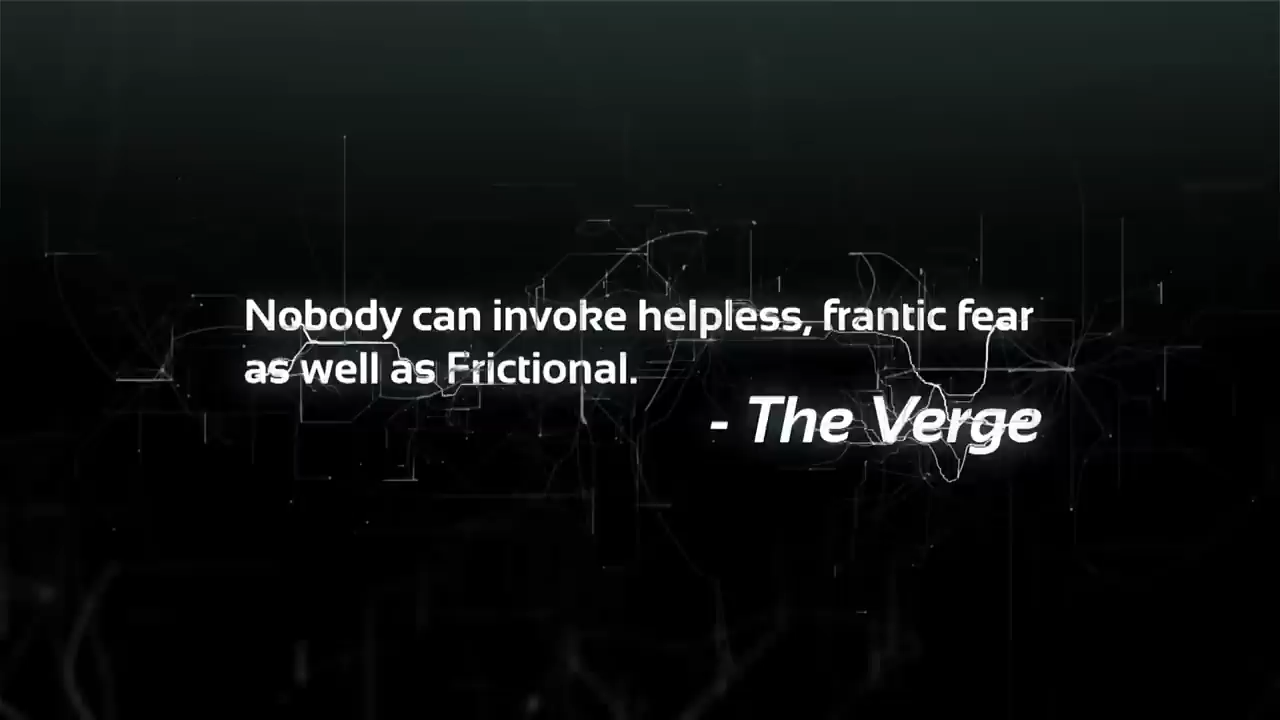 Nobody can invoke helpless, frantic fear
as well as Frictional.
- The Verge